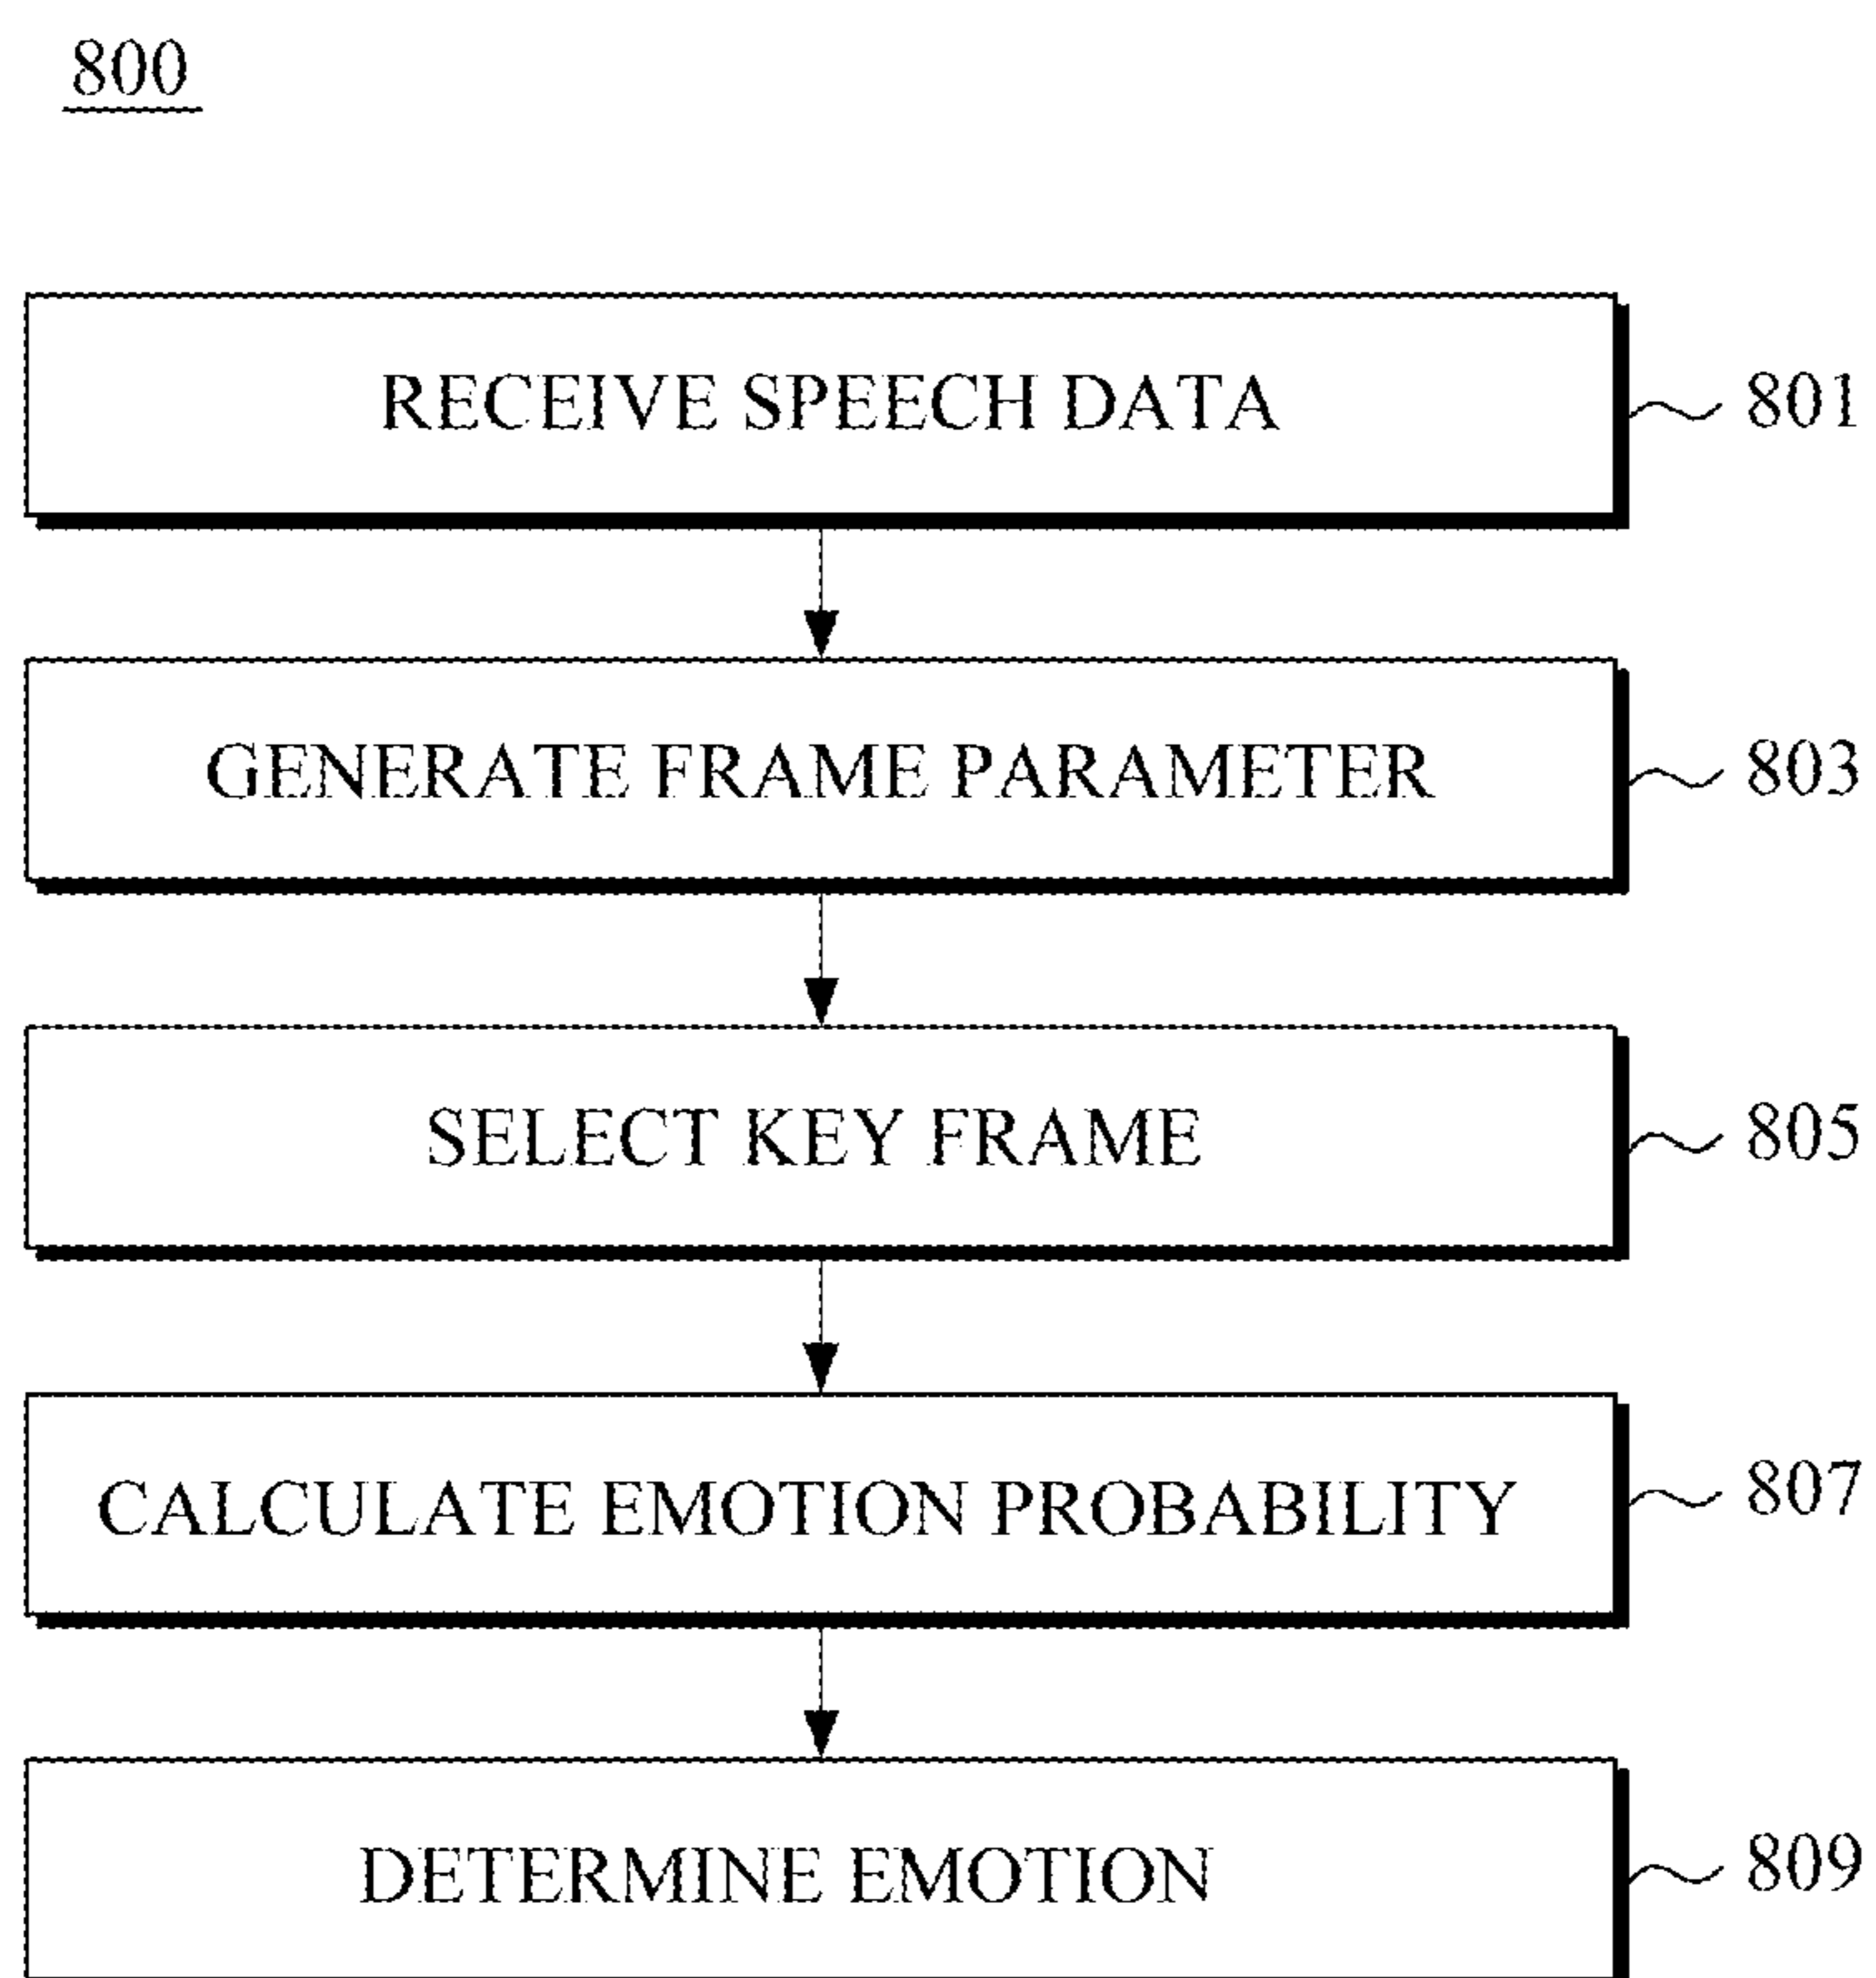 800
RECEIVE SPEECH DATA
801
GENERATE FRAME PARAMETER
803
SELECT KEY FRAME
805
CALCULATE EMOTION PROBABILITY
807
DETERMINE EMOTION
809